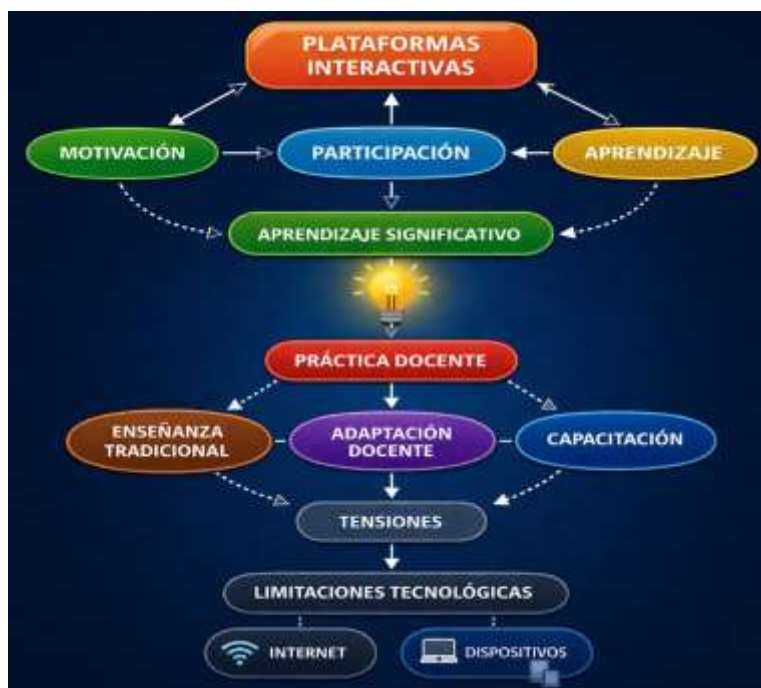 PLATAFORMAS
INTERACTIVAS
MOTIVACIÓN
PARTICIPACIÓN
APRENDIZAJE
APRENDIZAJE SIGNIFICATIVO
PRÁCTICA DOCENTE
ENSEÑANZA
TRADICIONAL
ADAPTACIÓN
DOCENTE
CAPACITACIÓN
TENSIONES
LIMITACIONES TECNOLÓGICAS
INTERNET
DISPOSITIVOS